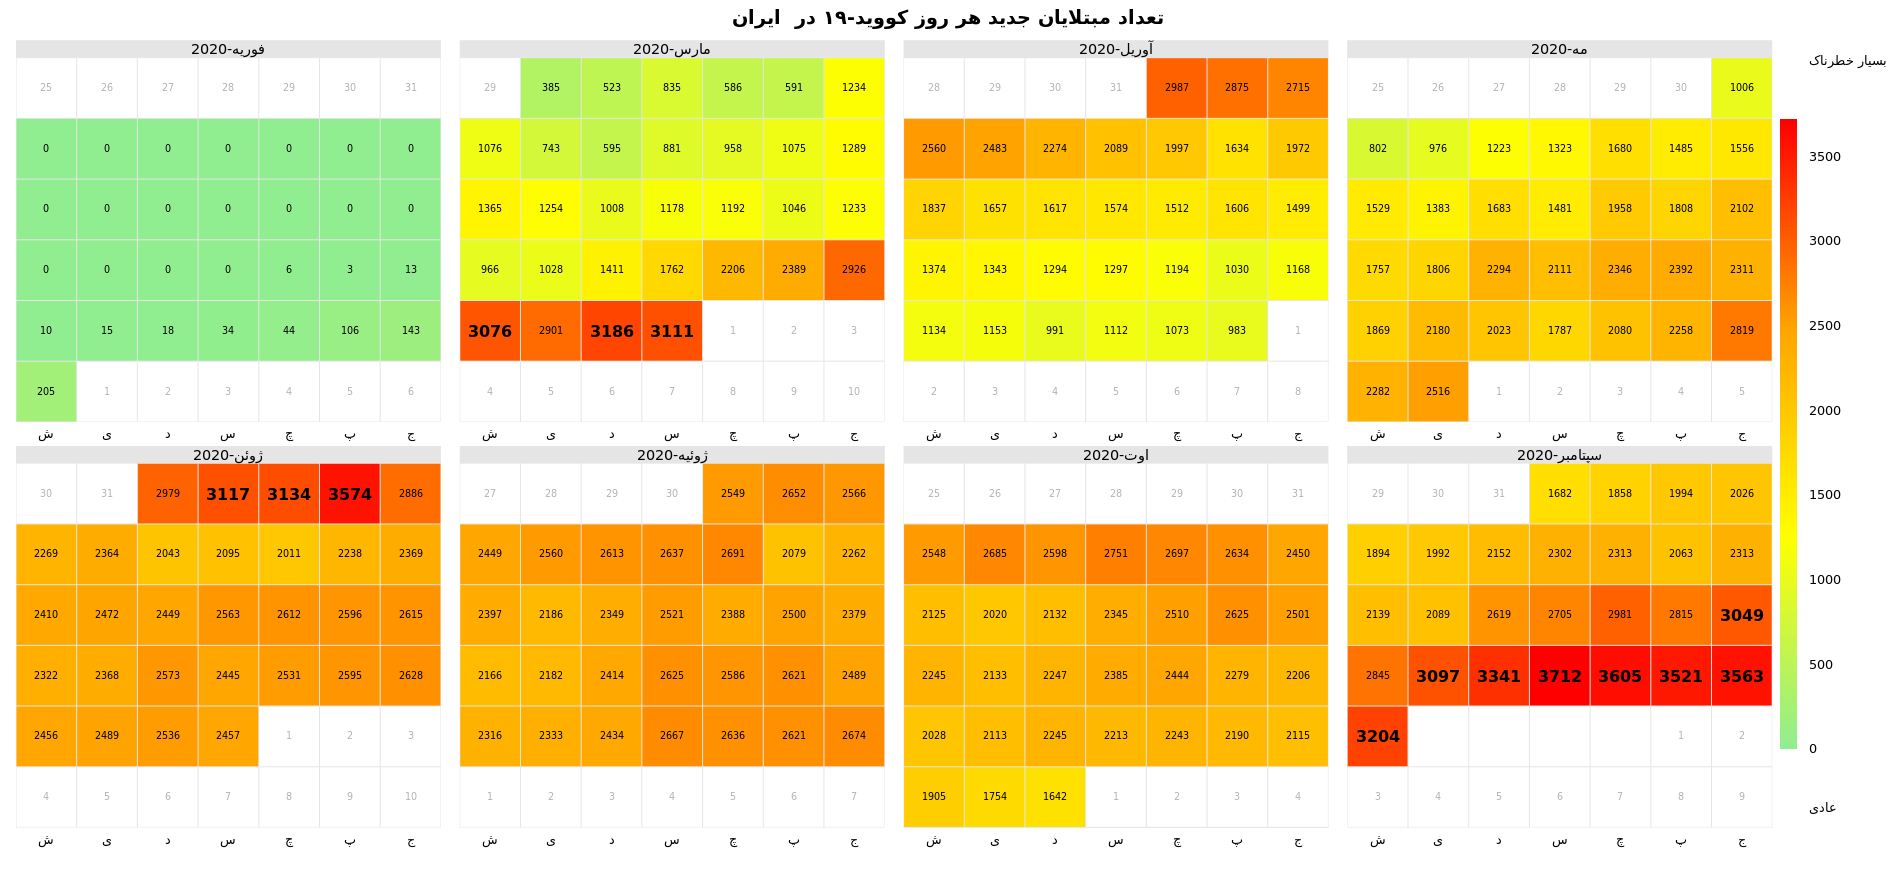 تعداد مبتلایان جدید هر روز کووید-۱۹ در ایران
فوریه-2020
25 26 27 28 29 30 31
0 0 0 0 0 0 0
0 0 0 0 0 0 0
0 0 0 0 6 3 13
10 15 18 34 44 106 143
205 1 2 3 4 5 6
ش ی د س چ پ ج
مارس-2020
29 385 523 835 586 591 1234
1076 743 595 881 958 1075 1289
1365 1254 1008 1178 1192 1046 1233
966 1028 1411 1762 2206 2389 2926
3076 2901 3186 3111 1 2 3
4 5 6 7 8 9 10
ش ی د س چ پ ج
آوریل-2020
28 29 30 31 2987 2875 2715
2560 2483 2274 2089 1997 1634 1972
1837 1657 1617 1574 1512 1606 1499
1374 1343 1294 1297 1194 1030 1168
1134 1153 991 1112 1073 983 1
2 3 4 5 6 7 8
ش ی د س چ پ ج
مه-2020
25 26 27 28 29 30 1006
802 976 1223 1323 1680 1485 1556
1529 1383 1683 1481 1958 1808 2102
1757 1806 2294 2111 2346 2392 2311
1869 2180 2023 1787 2080 2258 2819
2282 2516 1 2 3 4 5
ش ی د س چ پ ج
ژوئن-2020
30 31 2979 3117 3134 3574 2886
2269 2364 2043 2095 2011 2238 2369
2410 2472 2449 2563 2612 2596 2615
2322 2368 2573 2445 2531 2595 2628
2456 2489 2536 2457 1 2 3
4 5 6 7 8 9 10
ش ی د س چ پ ج
ژوئیه-2020
27 28 29 30 2549 2652 2566
2449 2560 2613 2637 2691 2079 2262
2397 2186 2349 2521 2388 2500 2379
2166 2182 2414 2625 2586 2621 2489
2316 2333 2434 2667 2636 2621 2674
1 2 3 4 5 6 7
ش ی د س چ پ ج
اوت-2020
25 26 27 28 29 30 31
2548 2685 2598 2751 2697 2634 2450
2125 2020 2132 2345 2510 2625 2501
2245 2133 2247 2385 2444 2279 2206
2028 2113 2245 2213 2243 2190 2115
1905 1754 1642 1 2 3 4
ش ی د س چ پ ج
سپتامبر-2020
29 30 31 1682 1858 1994 2026
1894 1992 2152 2302 2313 2063 2313
2139 2089 2619 2705 2981 2815 3049
2845 3097 3341 3712 3605 3521 3563
3204 1 2
3 4 5 6 7 8 9
ش ی د س چ پ ج
بسیار خطرناک
3500
3000
2500
2000
1500
1000
500
0
عادی